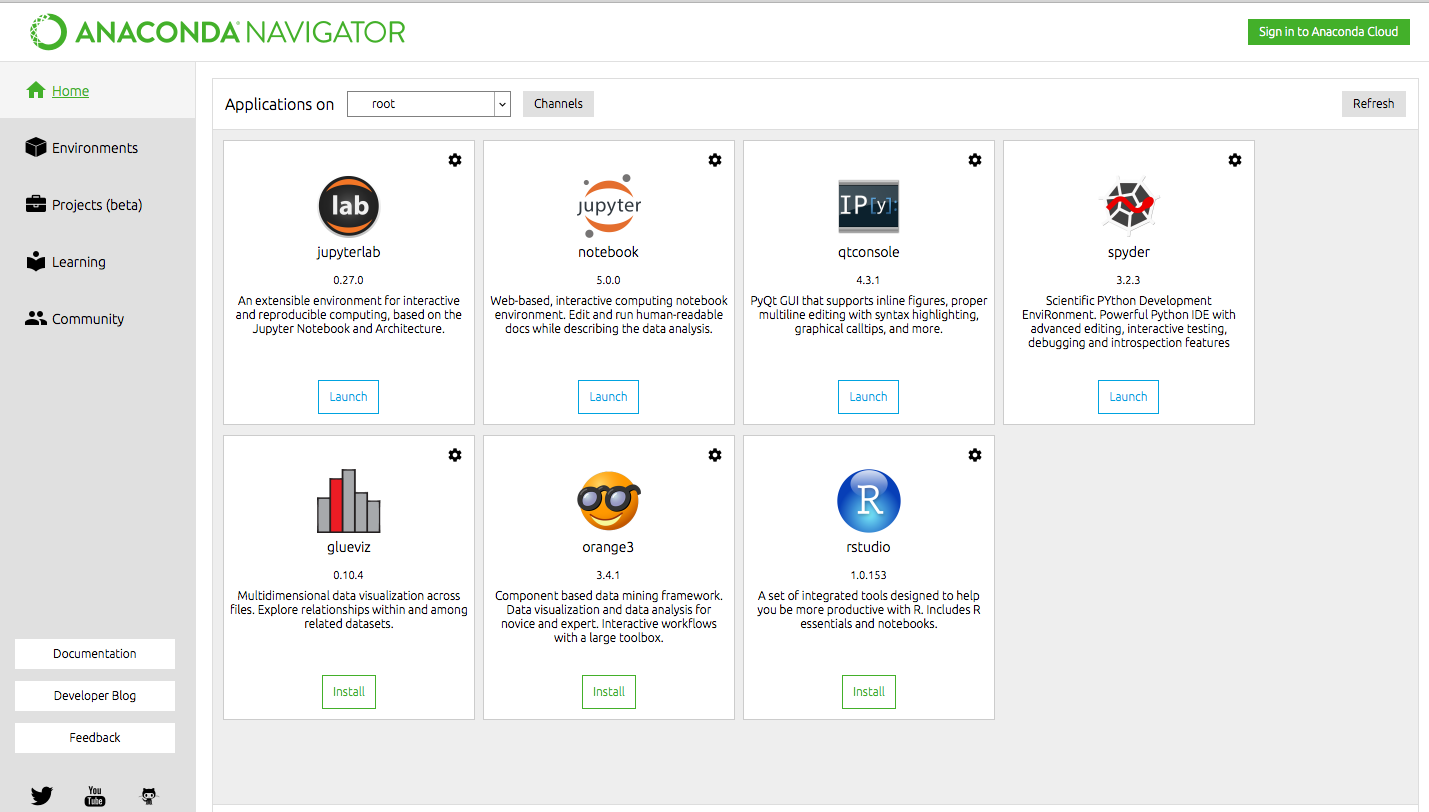 ANACONDA NAVIGATOR
Sign in to Anaconda Cloud
Home
Environments
Projects (beta)
Learning
Community
Documentation
Developer Blog
Feedback
You
Tube
Applications on
root
Channels
Refresh
lab
jupyterlab
0.27.0
An extensible environment for interactive
and reproducible computing, based on the
Jupyter Notebook and Architecture.
Launch
jupyter
notebook
5.0.0
Web-based, interactive computing notebook
environment. Edit and run human-readable
docs while describing the data analysis.
Launch
IP[y]:
qtconsole
4.3.1
PyQt GUI that supports inline figures, proper
multiline editing with syntax highlighting,
graphical calltips, and more.
Launch
spyder
3.2.3
Scientific PYthon Development
EnviRonment. Powerful Python IDE with
advanced editing, interactive testing,
debugging and introspection features
Launch
glueviz
0.10.4
Multidimensional data visualization across
files. Explore relationships within and among
related datasets.
Install
orange3
3.4.1
Component based data mining framework.
Data visualization and data analysis for
novice and expert. Interactive workflows
with a large toolbox.
Install
R
rstudio
1.0.153
A set of integrated tools designed to help
you be more productive with R. Includes R
essentials and notebooks.
Install